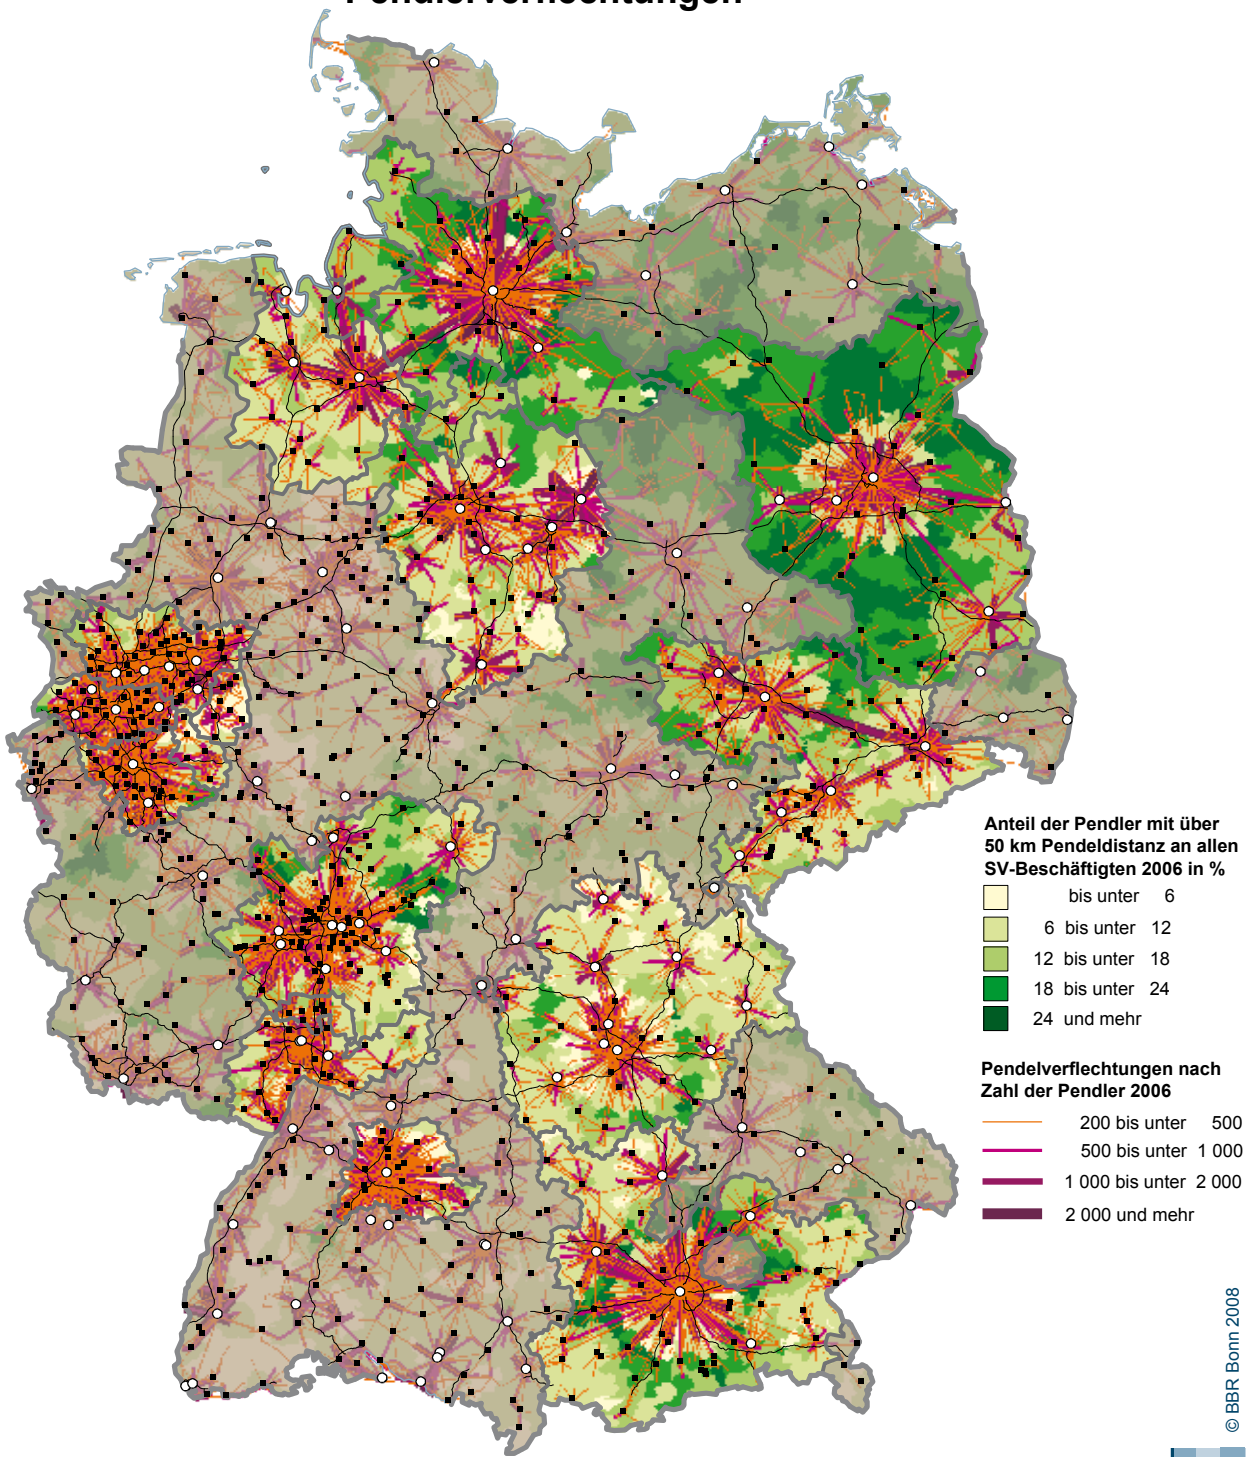 Pendlerverflechtungen
Anteil der Pendler mit über
50 km Pendeldistanz an allen
SV-Beschäftigten 2006 in %
bis unter 6
6 bis unter 12
12 bis unter 18
18 bis unter 24
24 und mehr
Pendelverflechtungen nach
Zahl der Pendler 2006
200 bis unter 500
500 bis unter 1 000
1 000 bis unter 2 000
2 000 und mehr
© BBR Bonn 2008